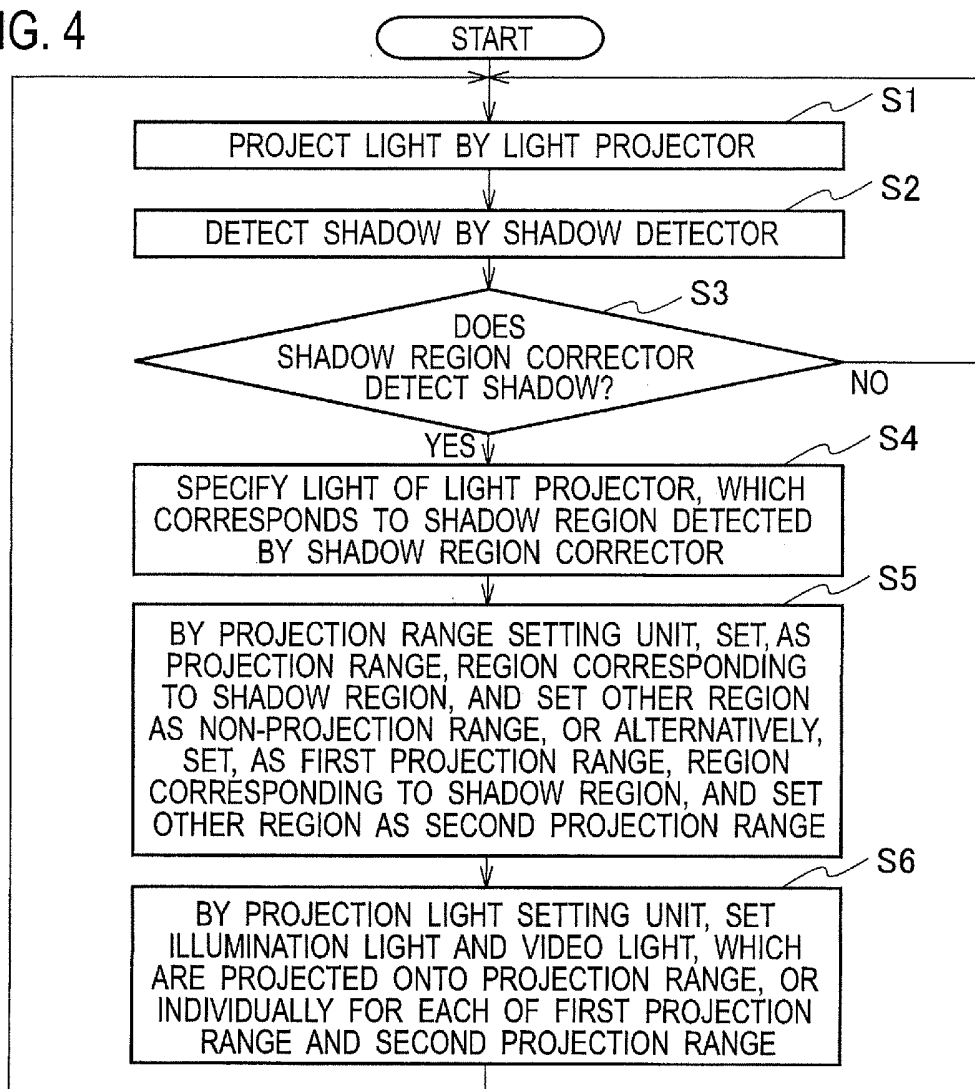 IG. 4
START
S1
PROJECT LIGHT BY LIGHT PROJECTOR
S2
DETECT SHADOW BY SHADOW DETECTOR
S3
DOES
SHADOW REGION CORRECTOR
DETECT SHADOW?
NO
YES
S4
SPECIFY LIGHT OF LIGHT PROJECTOR, WHICH
CORRESPONDS TO SHADOW REGION DETECTED
BY SHADOW REGION CORRECTOR
S5
BY PROJECTION RANGE SETTING UNIT, SET, AS
PROJECTION RANGE, REGION CORRESPONDING
TO SHADOW REGION, AND SET OTHER REGION
AS NON-PROJECTION RANGE, OR ALTERNATIVELY,
SET, AS FIRST PROJECTION RANGE, REGION
CORRESPONDING TO SHADOW REGION, AND SET
OTHER REGION AS SECOND PROJECTION RANGE
S6
BY PROJECTION LIGHT SETTING UNIT, SET
ILLUMINATION LIGHT AND VIDEO LIGHT, WHICH
ARE PROJECTED ONTO PROJECTION RANGE, OR
INDIVIDUALLY FOR EACH OF FIRST PROJECTION
RANGE AND SECOND PROJECTION RANGE